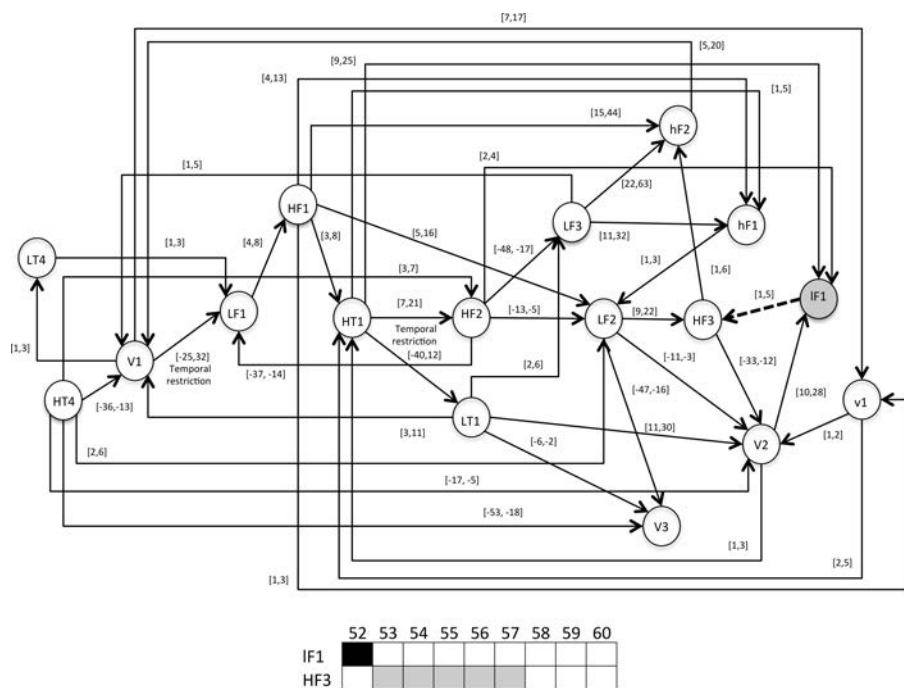 [7,17]
[5,20]
[9,25]
[4,13]
[1,5]
[15,44]
hF2
[2,4]
[1,5]
[22,63]
HF1
LF3
hF1
[5,16]
[11,32]
[4,8]
[3,8]
[-48, -17]
LT4
[1,3]
[1,3]
[3,7]
[1,6]
[1,5]
lF1
LF1
HT1
[7,21]
HF2
[-13,-5]
LF2
[9,22]
HF3
Temporal
restriction
[1,3]
V1
[-25,32]
Temporal
restriction
[-40,12]
[-37, -14]
[2,6]
[-11,-3]
[-33,-12]
[-47,-16]
[10,28]
HT4
[-36,-13]
LT1
v1
[3,11]
[-6,-2]
[11,30]
V2
[1,2]
[2,6]
[-17, -5]
[-53, -18]
V3
[1,3]
[2,5]
[1,3]
52 53 54 55 56 57 58 59 60
lF1
HF3